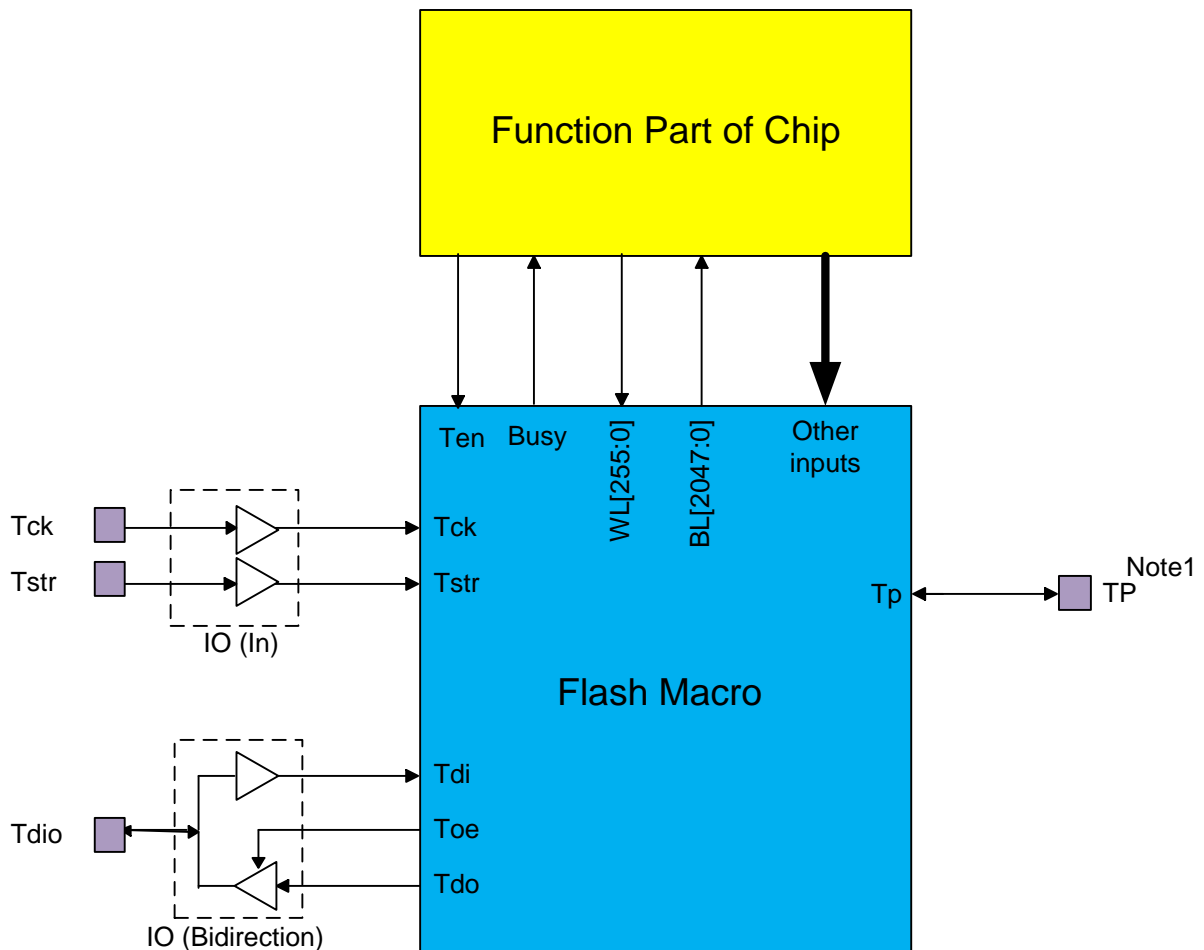 Function Part of Chip
Ten
Busy
WL[255:0]
BL[2047:0]
Other
inputs
Tck
Tck
Tstr
Tstr
IO (In)
Tp
Note1
TP
Flash Macro
Tdi
Tdio
Toe
Tdo
IO (Bidirection)